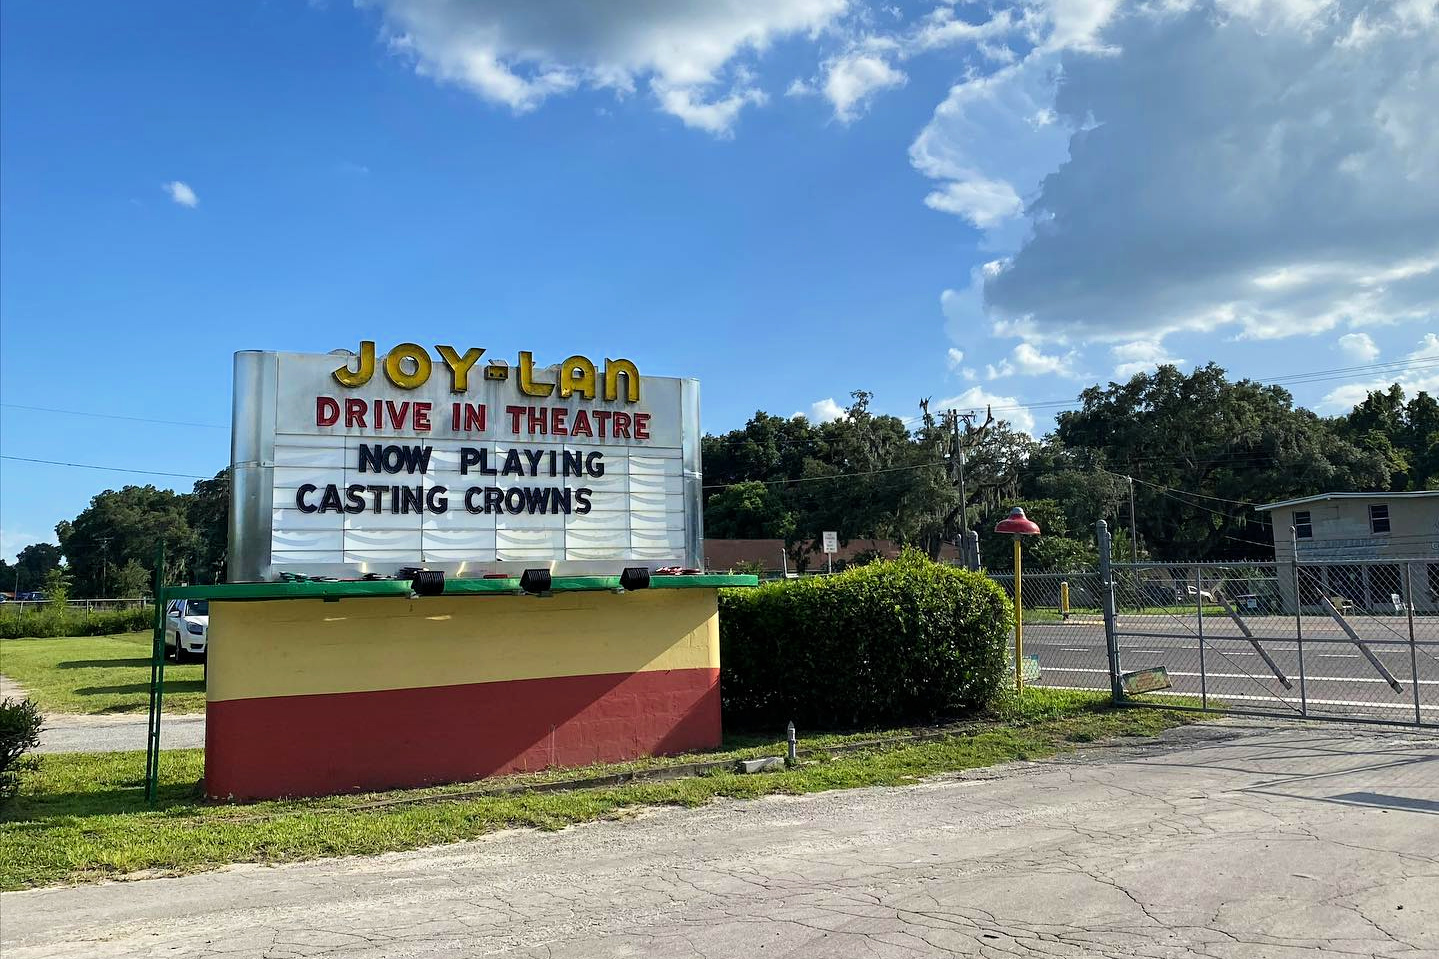 JOY-LAN
DRIVE IN THEATRE
NOW PLAYING
CASTING CROWNS